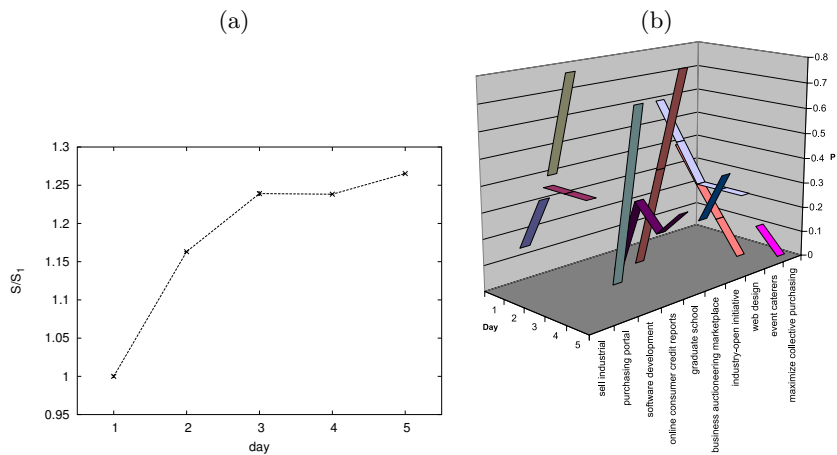 (a)
(b)
1.3
1.25
1.2
1.15
1.1
1.05
1
0.95
S/S1
1 2 3 4 5
day
0.8
0.7
0.6
0.5
0.4
0.3
0.2
0.1
0
P
1
2
3
4
5
Day
sell industrial
purchasing portal
software development
online consumer credit reports
graduate school
business auctioneering marketplace
industry-open initiative
web design
event caterers
maximize collective purchasing